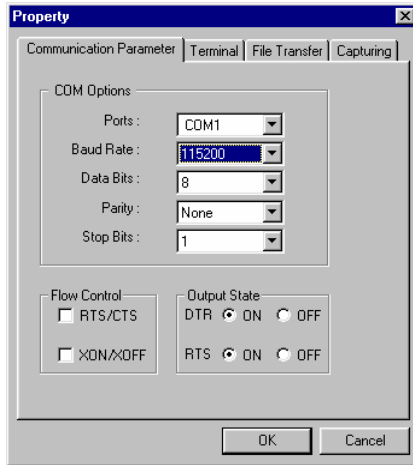 Property
Communication Parameter Terminal File Transfer Capturing
COM Options
Ports : COM1
Baud Rate : 115200
Data Bits : 8
Parity : None
Stop Bits : 1
Flow Control Output State
RTS/CTS DTR ON OFF
XON/XOFF RTS ON OFF
OK Cancel